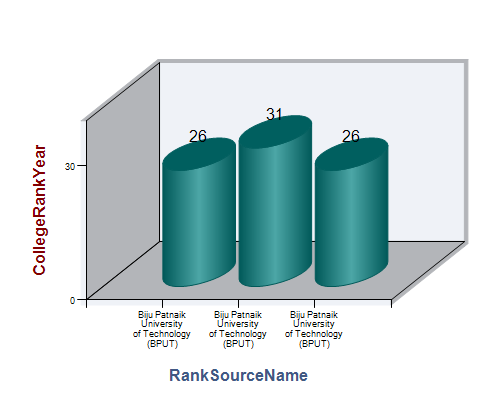 31
26
26
CollegeRankYear
30
0
Biju Patnaik
University
of Technology
(BPUT)
Biju Patnaik
University
of Technology
(BPUT)
Biju Patnaik
University
of Technology
(BPUT)
RankSourceName